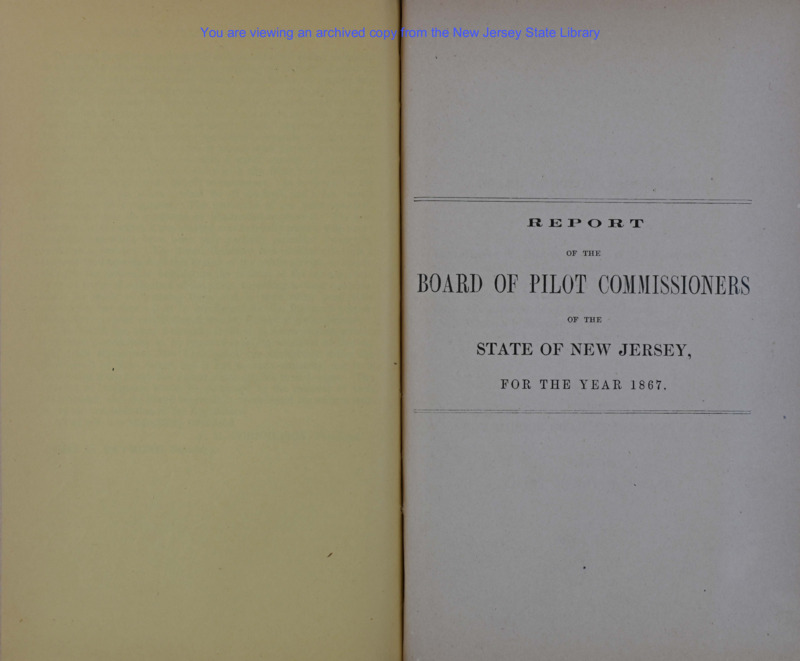 You are viewing an archived copy from the New Jersey State Library
REPORT
OF THE
BOARD OF PILOT COMMISSIONERS
OF THE
STATE OF NEW JERSEY,
FOR THE YEAR 1867.